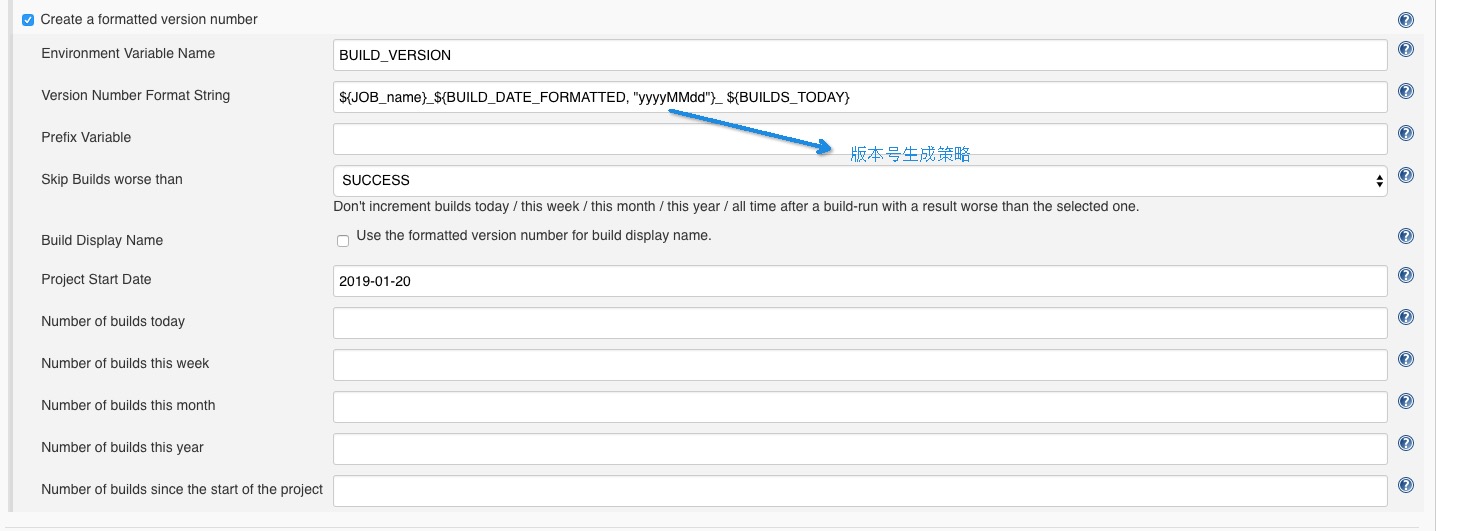 Create a formatted version number
Environment Variable Name BUILD_VERSION
Version Number Format String ${JOB_name}_${BUILD_DATE_FORMATTED, "yyyyMMdd"}_ ${BUILDS_TODAY}
Prefix Variable
版本号生成策略
Skip Builds worse than SUCCESS
Don't increment builds today / this week / this month / this year / all time after a build-run with a result worse than the selected one.
Build Display Name Use the formatted version number for build display name.
Project Start Date 2019-01-20
Number of builds today
Number of builds this week
Number of builds this month
Number of builds this year
Number of builds since the start of the project